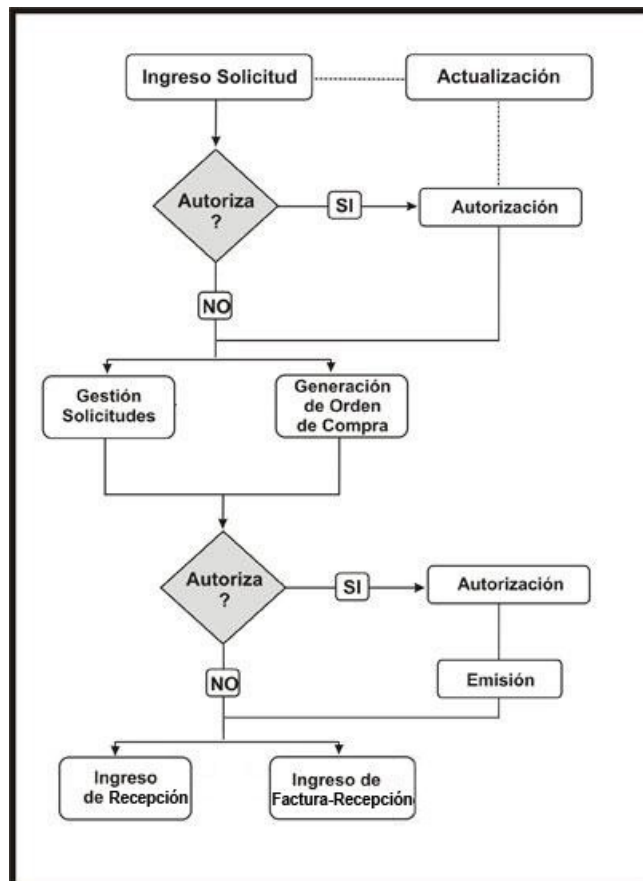 Ingreso Solicitud
Actualización
Autoriza
?
SI
Autorización
NO
Gestión
Solicitudes
Generación
de Orden
de Compra
Autoriza
?
SI
Autorización
NO
Emisión
Ingreso
de Recepción
Ingreso de
Factura-Recepción